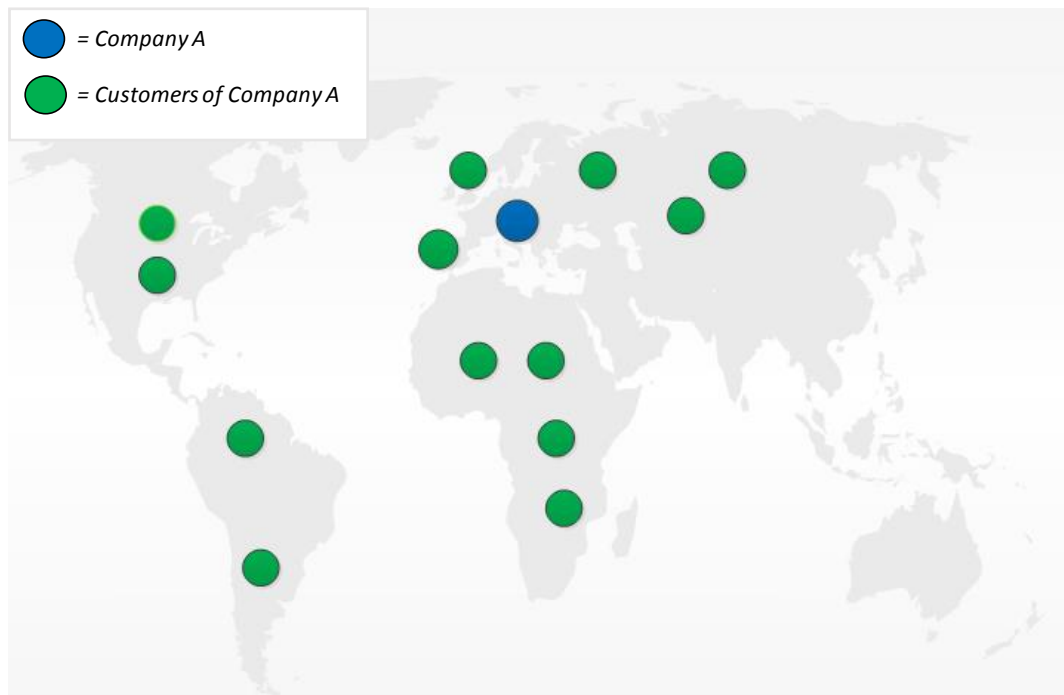 = Company A
= Customers of Company A